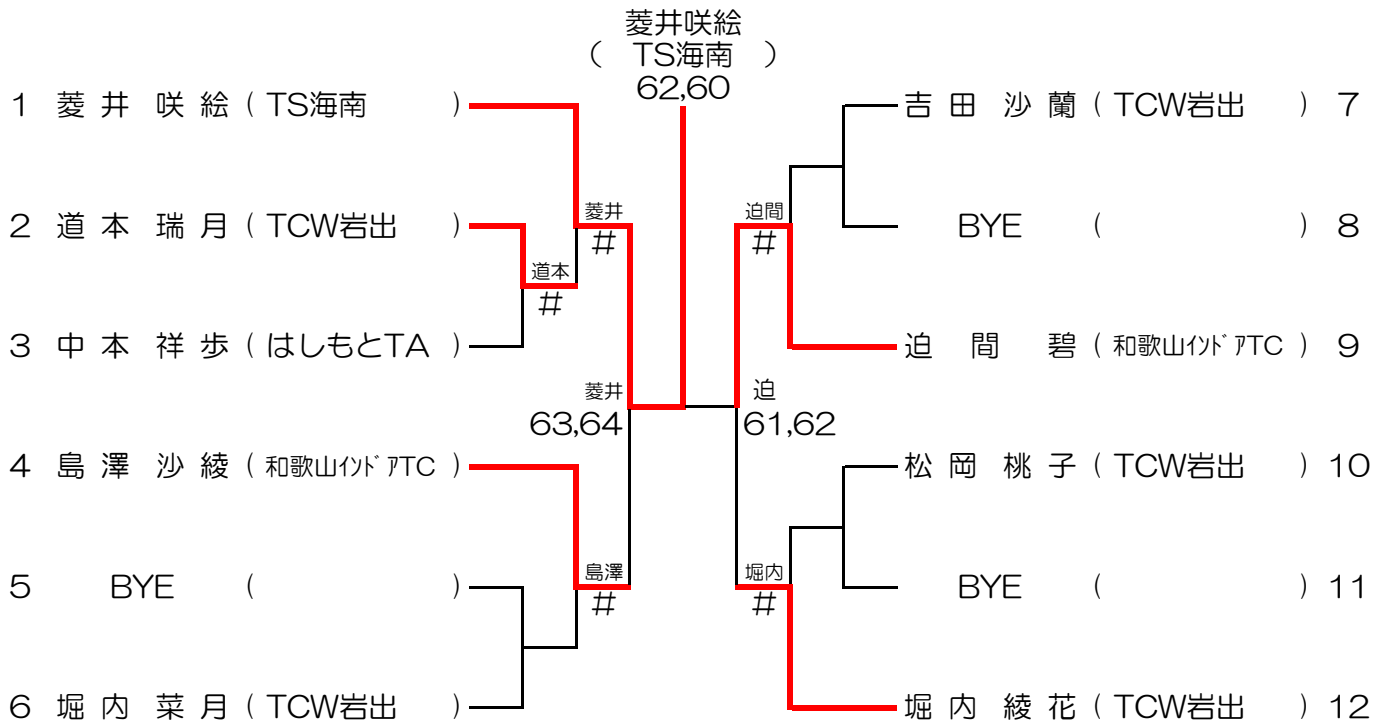 菱井咲絵
( TS海南 )
62,60
1 菱井 咲絵 ( TS海南 )
吉田 沙蘭 ( TCW岩出 ) 7
菱井
迫間
2 道本 瑞月 ( TCW岩出 )
#
#
BYE ( ) 8
道本
#
3 中本 祥歩 ( はしもとTA )
迫間 碧 ( 和歌山インドアTC ) 9
菱井
迫
63,64
61,62
4 島澤 沙綾 ( 和歌山インドアTC )
松岡 桃子 ( TCW岩出 ) 10
島澤
堀内
5 BYE ( )
#
#
BYE ( ) 11
6 堀内 菜月 ( TCW岩出 )
堀内 綾花 ( TCW岩出 ) 12